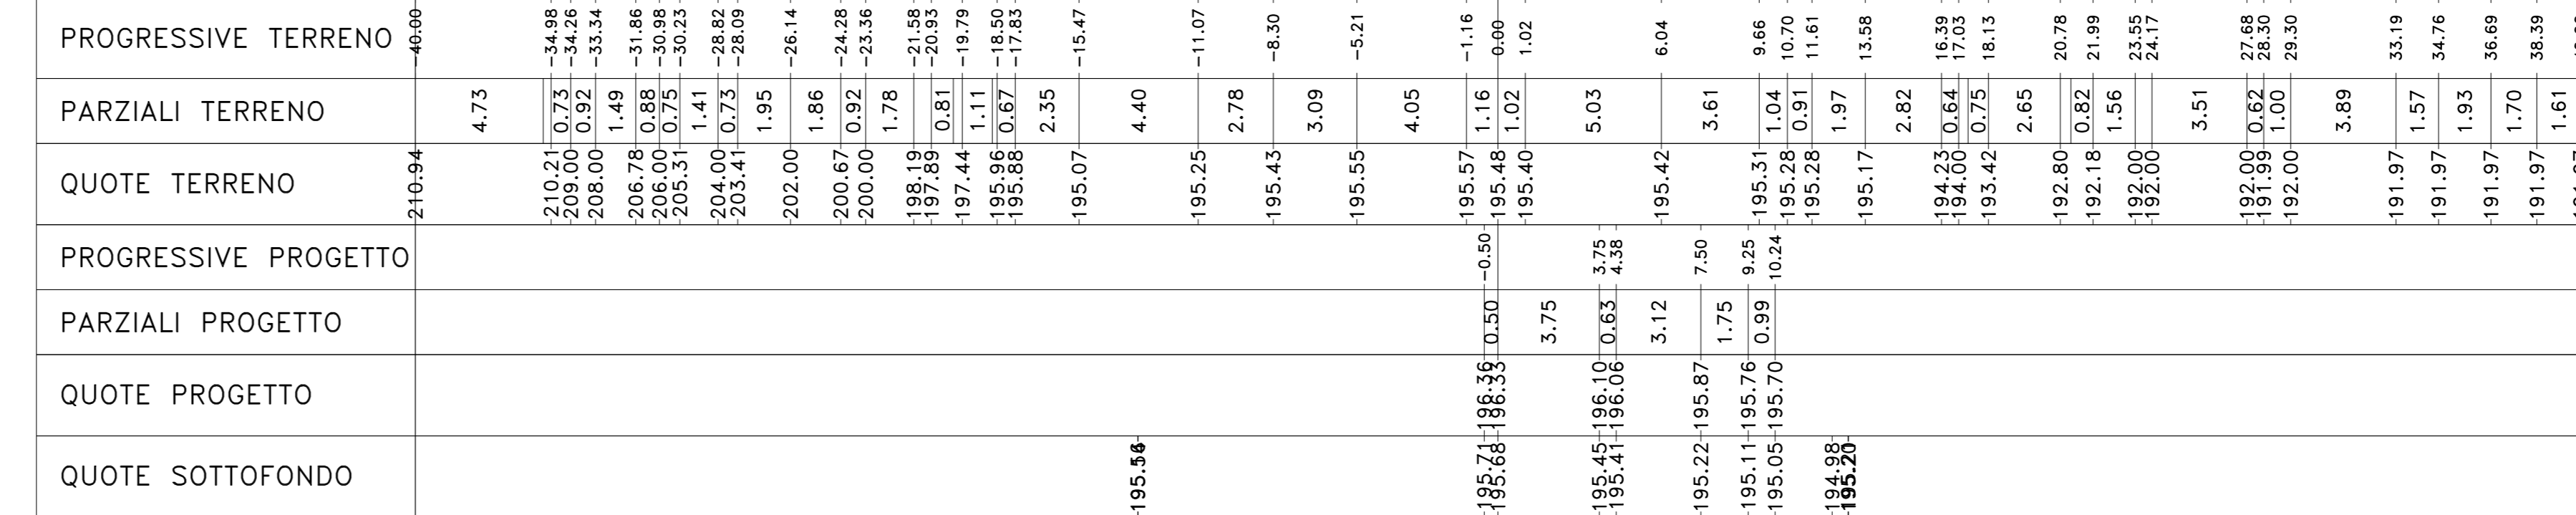 PROGRESSIVE TERRENO -40.00 -34.98 -34.26 -33.34 -31.86 -30.98 -30.23 -28.82 -28.09 -26.14 -24.28 -23.36 -21.58 -20.93 -19.79 -18.50 -17.83 -15.47 -11.07 -8.30 -5.21 -1.16 0.00 1.02 6.04 9.66 10.70 11.61 13.58 16.39 17.03 18.13 20.78 21.99 23.55 24.17 27.68 28.30 29.30 33.19 34.76 36.69 38.39
PARZIALI TERRENO 4.73 0.73 0.92 1.49 0.88 0.75 1.41 0.73 1.95 1.86 0.92 1.78 0.81 1.11 0.67 2.35 4.40 2.78 3.09 4.05 1.16 1.02 5.03 3.61 1.04 0.91 1.97 2.82 0.64 0.75 2.65 0.82 1.56 3.51 0.62 1.00 3.89 1.57 1.93 1.70 1.61
QUOTE TERRENO 210.94 210.21 209.00 208.00 206.78 206.00 205.31 204.00 203.41 202.00 200.67 200.00 198.19 197.89 197.44 195.96 195.88 195.07 195.25 195.43 195.55 195.57 195.48 195.40 195.42 195.31 195.28 195.28 195.17 194.23 194.00 193.42 192.80 192.18 192.00 192.00 192.00 191.99 192.00 191.97 191.97 191.97 191.97
PROGRESSIVE PROGETTO -0.50 3.75 4.38 7.50 9.25 10.24
PARZIALI PROGETTO 0.50 3.75 0.63 3.12 1.75 0.99
QUOTE PROGETTO 196.36 196.33 196.10 196.06 195.87 195.76 195.70
QUOTE SOTTOFONDO 195.71 195.68 195.45 195.41 195.22 195.11 195.05 194.98 195.20